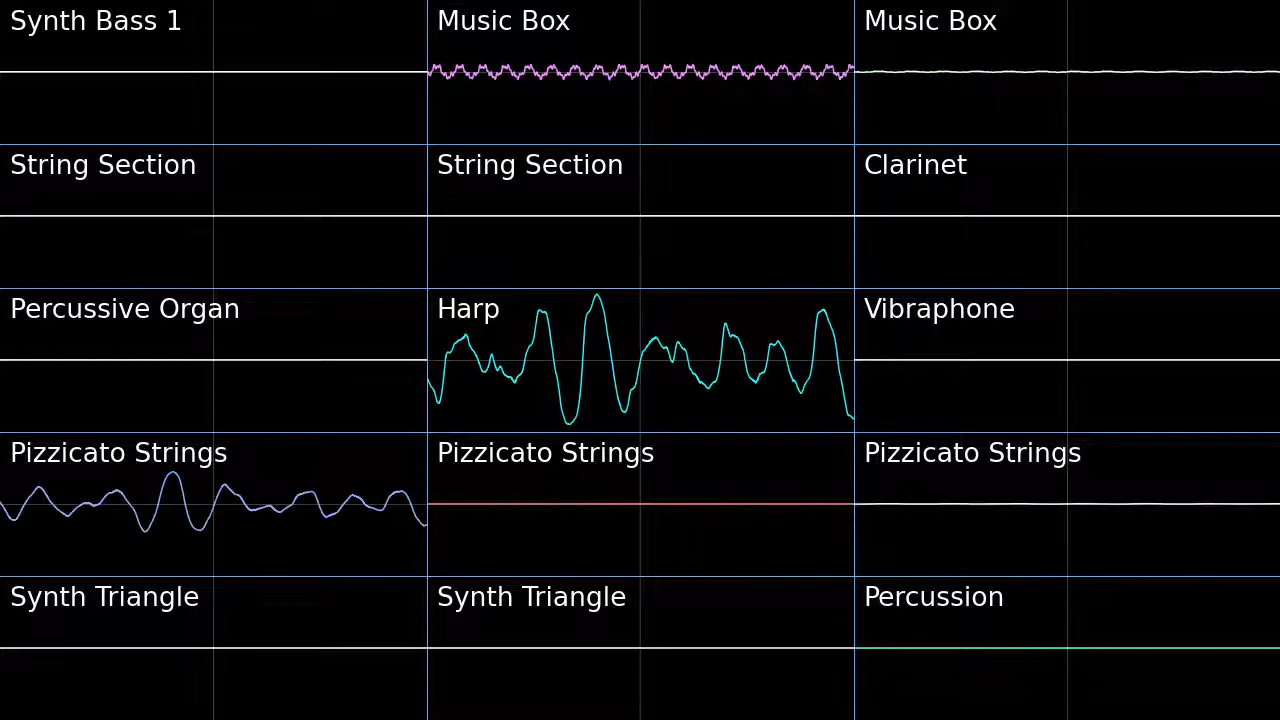 Synth Bass 1
Music Box
Music Box
String Section
String Section
Clarinet
Percussive Organ
Harp
Vibraphone
Pizzicato Strings
Pizzicato Strings
Pizzicato Strings
Synth Triangle
Synth Triangle
Percussion